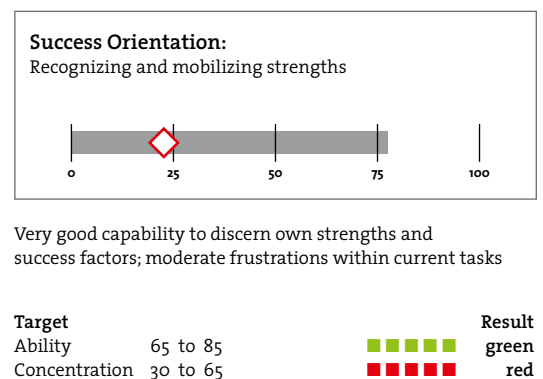 Success Orientation:
Recognizing and mobilizing strengths
0 25 50 75 100
Very good capability to discern own strengths and
success factors; moderate frustrations within current tasks
Target Result
Ability 65 to 85 green
Concentration 30 to 65 red